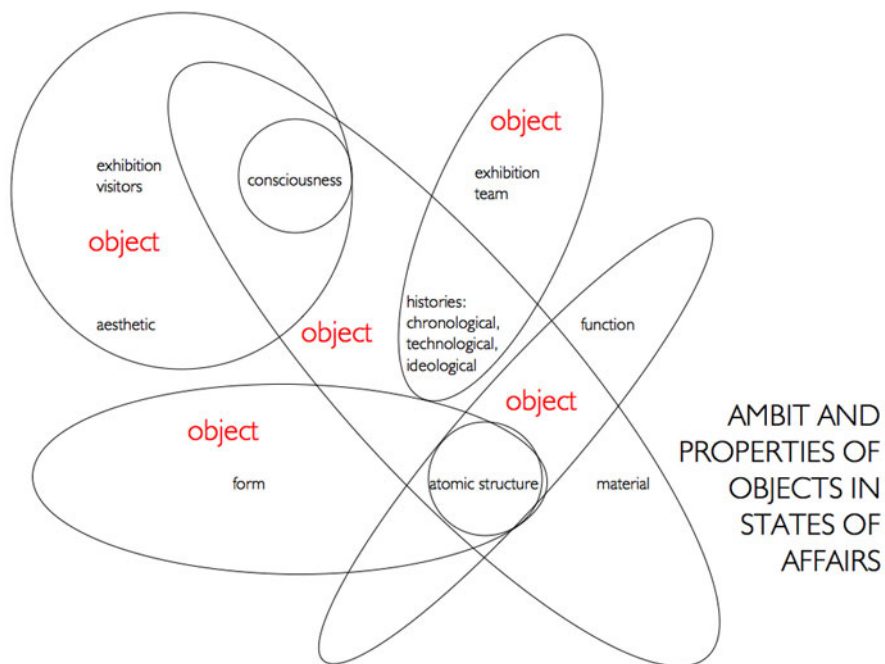 object
exhibition
team
exhibition
visitors
consciousness
object
aesthetic
object
histories:
chronological,
technological,
ideological
function
object
object
form
atomic structure
material
AMBIT AND
PROPERTIES OF
OBJECTS IN
STATES OF
AFFAIRS